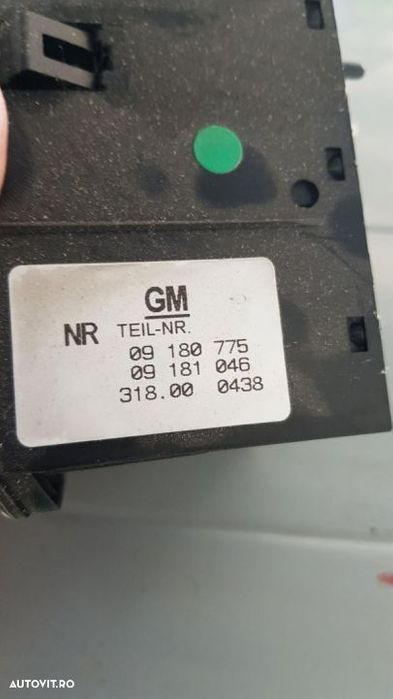 GM
NR TEIL-NR.
09 180 775
09 181 046
318.00 0438
AUTOVIT.RO